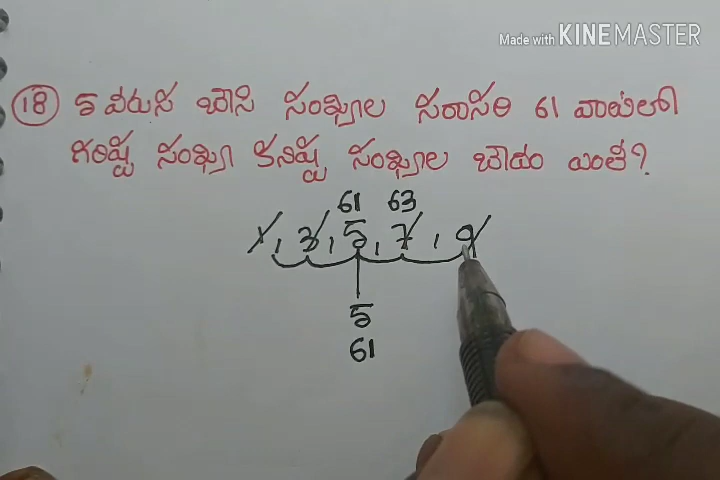 Made with KINEMASTER
18 5 వరుస బేసి సంఖ్యల సరాసరి 61 వాటిలో
గరిష్ట సంఖ్య కనిష్ట సంఖ్యల బేదం ఎంత?
61 63
1, 3, 5, 7, 9
5
61